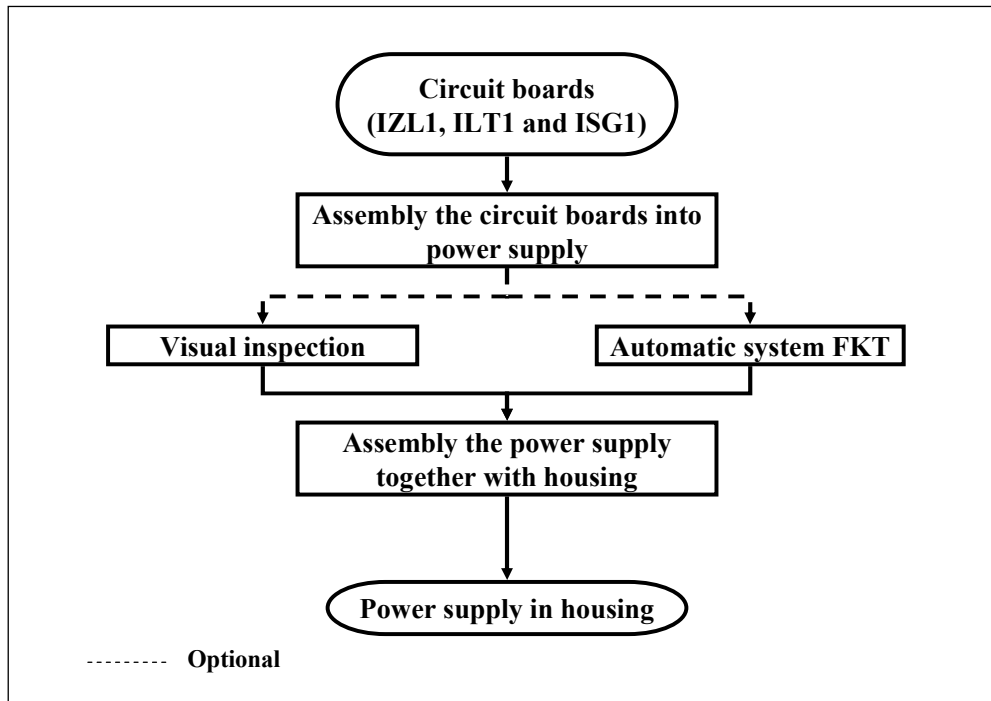 Circuit boards
(IZL1, ILT1 and ISG1)
Assembly the circuit boards into
power supply
Visual inspection
Automatic system FKT
Assembly the power supply
together with housing
Power supply in housing
Optional